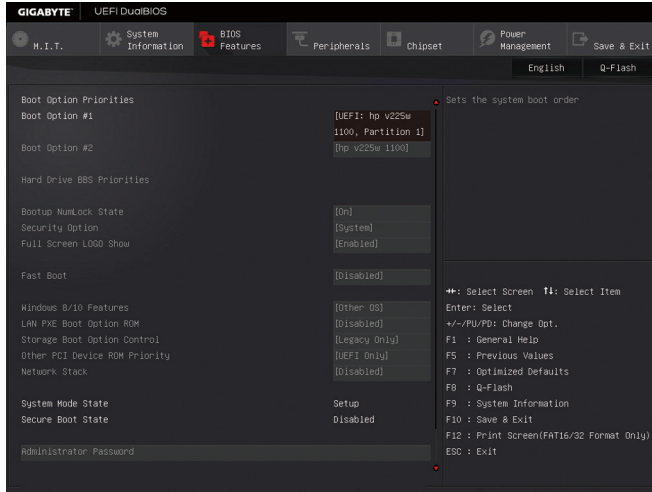 GIGABYTE™ UEFI DualBIOS
M.I.T.
System Information
BIOS Features
Peripherals
Chipset
Power Management
Save & Exit
English
Q-Flash
Boot Option Priorities
Boot Option #1 [UEFI: hp v225w 1100, Partition 1]
Boot Option #2 [hp v225w 1100]
Hard Drive BBS Priorities
Bootup NumLock State [On]
Security Option [System]
Full Screen LOGO Show [Enabled]
Fast Boot [Disabled]
Windows 8/10 Features [Other OS]
LAN PXE Boot Option ROM [Disabled]
Storage Boot Option Control [Legacy Only]
Other PCI Device ROM Priority [UEFI Only]
Network Stack [Disabled]
System Mode State Setup
Secure Boot State Disabled
Administrator Password
Sets the system boot order
→←: Select Screen ↑↓: Select Item
Enter: Select
+/-/PU/PD: Change Opt.
F1 : General Help
F5 : Previous Values
F7 : Optimized Defaults
F8 : Q-Flash
F9 : System Information
F10 : Save & Exit
F12 : Print Screen(FAT16/32 Format Only)
ESC : Exit